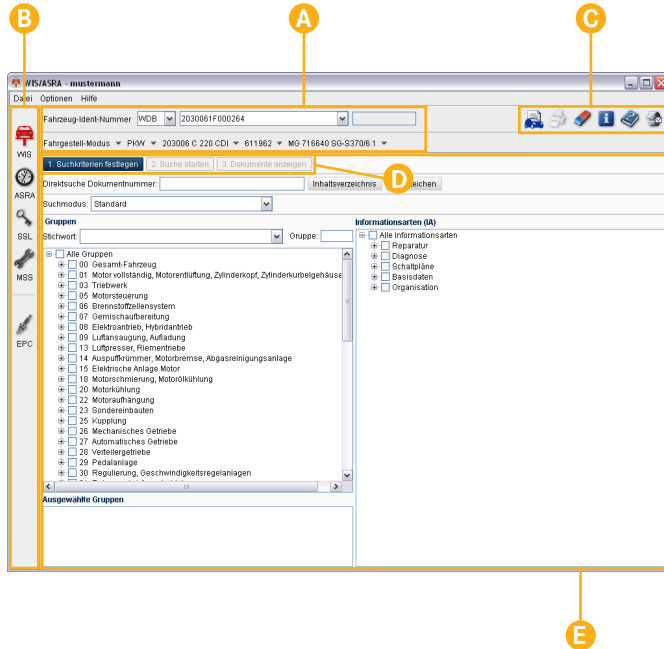 B A C
WIS/ASRA - mustermann
Datei Optionen Hilfe
Fahrzeug-Ident-Nummer WDB 2030061F000264
Fahrgestell-Modus PKW 203006 C 220 CDI 611962 MG 716640 SG-S370/6.1
WIS
ASRA
SSL
MSS
EPC
1. Suchkriterien festlegen 2. Suche starten 3. Dokumente anzeigen
D
Direktsuche Dokumentnummer: Inhaltsverzeichnis eichen
Suchmodus: Standard
Gruppen
Stichwort: Gruppe:
Alle Gruppen
00 Gesamt-Fahrzeug
01 Motor vollständig, Motorentlüftung, Zylinderkopf, Zylinderkurbelgehäuse
03 Triebwerk
05 Motorsteuerung
06 Brennstoffzellensystem
07 Gemischaufbereitung
08 Elektroantrieb, Hybridantrieb
09 Luftansaugung, Aufladung
13 Luftpresser, Riementriebe
14 Auspuffkrümmer, Motorbremse, Abgasreinigungsanlage
15 Elektrische Anlage Motor
18 Motorschmierung, Motorölkühlung
20 Motorkühlung
22 Motoraufhängung
23 Sondereinbauten
25 Kupplung
26 Mechanisches Getriebe
27 Automatisches Getriebe
28 Verteilergetriebe
29 Pedalanlage
30 Regulierung, Geschwindigkeitsregelanlagen
Ausgewählte Gruppen
Informationsarten (IA)
Alle Informationsarten
Reparatur
Diagnose
Schaltpläne
Basisdaten
Organisation
E